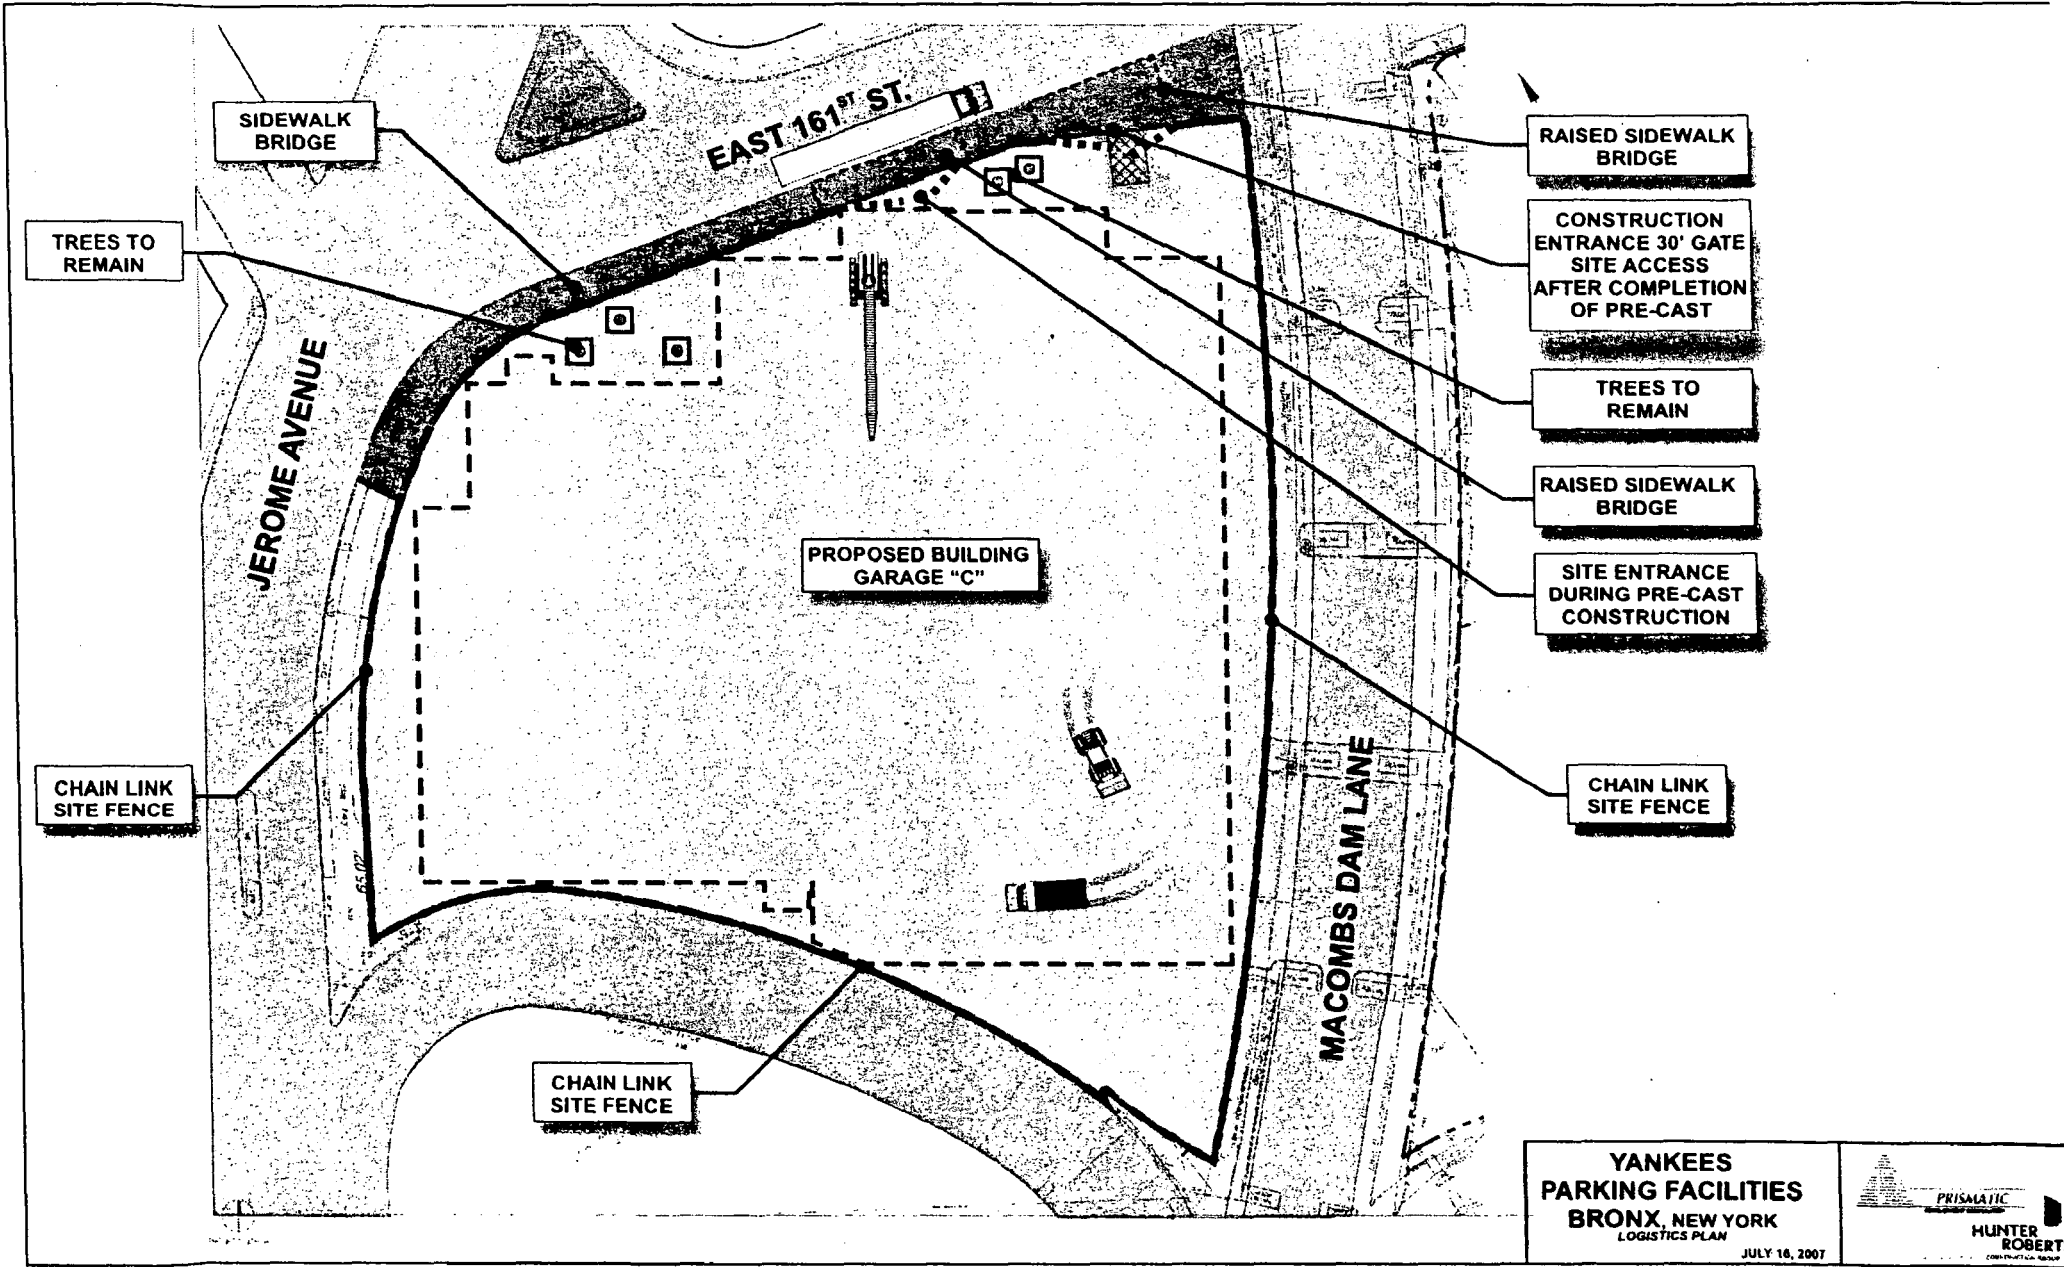 SIDEWALK
BRIDGE
EAST 161ST ST.
RAISED SIDEWALK
BRIDGE
CONSTRUCTION
ENTRANCE 30' GATE
SITE ACCESS
AFTER COMPLETION
OF PRE-CAST
TREES TO
REMAIN
TREES TO
REMAIN
JEROME AVENUE
RAISED SIDEWALK
BRIDGE
PROPOSED BUILDING
GARAGE "C"
SITE ENTRANCE
DURING PRE-CAST
CONSTRUCTION
CHAIN LINK
SITE FENCE
CHAIN LINK
SITE FENCE
MACOMBS DAM LANE
65.02'
CHAIN LINK
SITE FENCE
YANKEES
PARKING FACILITIES
BRONX, NEW YORK
LOGISTICS PLAN
JULY 16, 2007
PRISMATIC
HUNTER
ROBERT